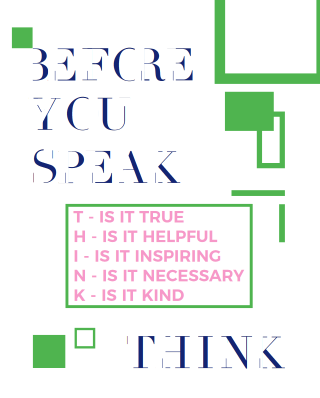 BEFORE
YOU
SPEAK
T - IS IT TRUE
H - IS IT HELPFUL
I - IS IT INSPIRING
N - IS IT NECESSARY
K - IS IT KIND
THINK